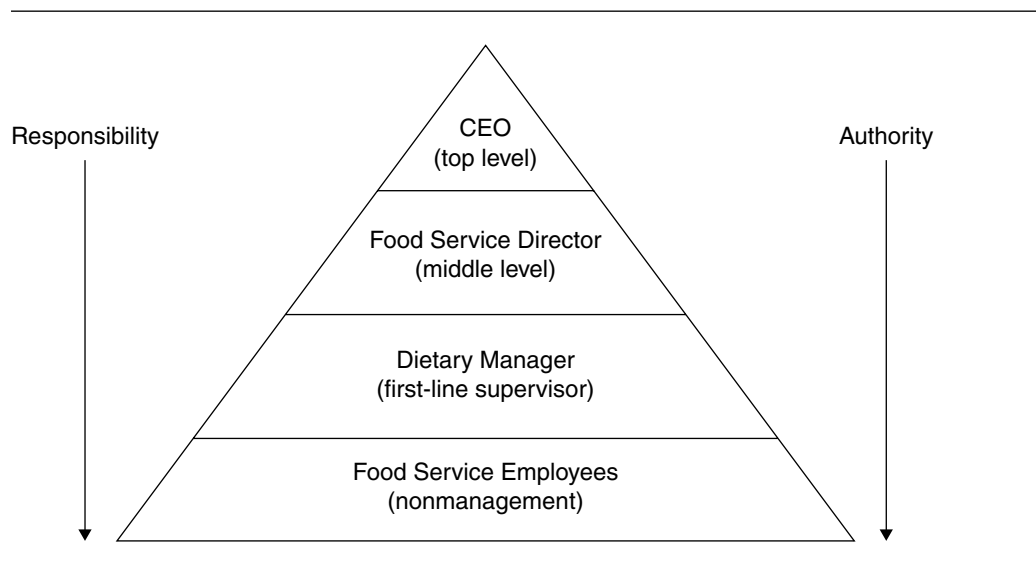 Responsibility
Authority
CEO
(top level)
Food Service Director
(middle level)
Dietary Manager
(first-line supervisor)
Food Service Employees
(nonmanagement)